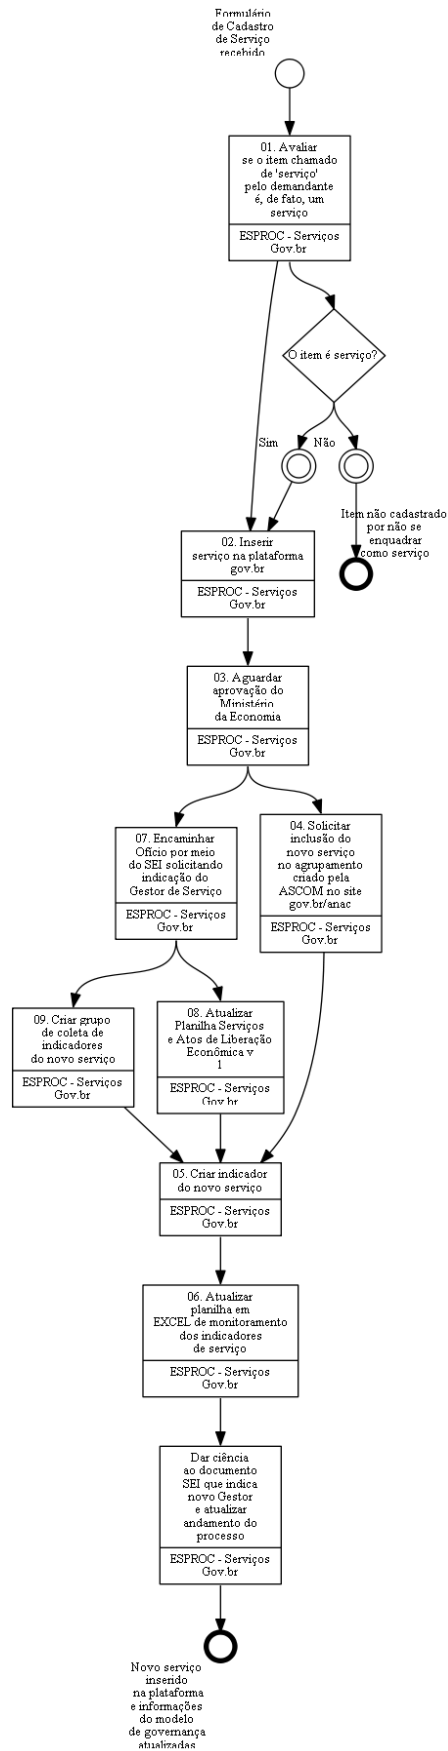 Formulário
de Cadastro
de Serviço
recebido
01. Avaliar
se o item chamado
de 'serviço'
pelo demandante
é, de fato, um
serviço
ESPROC - Serviços
Gov.br
O item é serviço?
Sim
Não
Item não cadastrado
por não se
enquadrar
como serviço
02. Inserir
serviço na plataforma
gov.br
ESPROC - Serviços
Gov.br
03. Aguardar
aprovação do
Ministério
da Economia
ESPROC - Serviços
Gov.br
07. Encaminhar
Ofício por meio
do SEI solicitando
indicação do
Gestor de Serviço
ESPROC - Serviços
Gov.br
04. Solicitar
inclusão do
novo serviço
no agrupamento
criado pela
ASCOM no site
gov.br/anac
ESPROC - Serviços
Gov.br
09. Criar grupo
de coleta de
indicadores
do novo serviço
ESPROC - Serviços
Gov.br
08. Atualizar
Planilha Serviços
e Atos de Liberação
Econômica v
1
ESPROC - Serviços
Gov.br
05. Criar indicador
do novo serviço
ESPROC - Serviços
Gov.br
06. Atualizar
planilha em
EXCEL de monitoramento
dos indicadores
de serviço
ESPROC - Serviços
Gov.br
Dar ciência
ao documento
SEI que indica
novo Gestor
e atualizar
andamento do
processo
ESPROC - Serviços
Gov.br
Novo serviço
inserido
na plataforma
e informações
do modelo
de governança
atualizadas